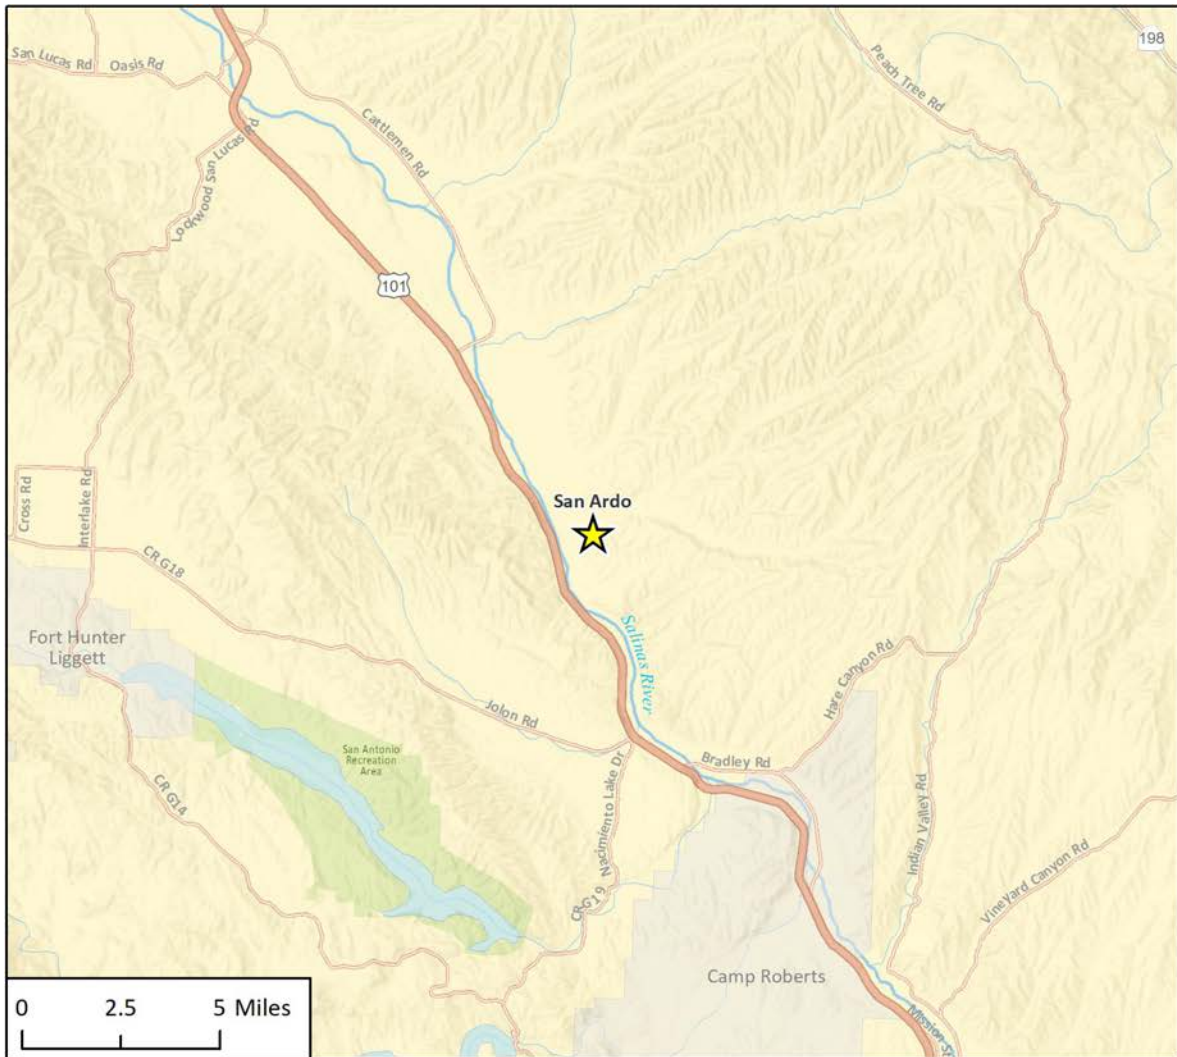 198
San Lucas Rd
Oasis Rd
Peach Tree Rd
Cattlemen Rd
Lockwood San Lucas Rd
101
San Ardo
Cross Rd
Interlake Rd
CR G18
Fort Hunter
Liggett
Salinas River
Hare Canyon Rd
Jolon Rd
San Antonio
Recreation
Area
Bradley Rd
CR G14
Nacimiento Lake Dr
CR G19
Indian Valley Rd
Vineyard Canyon Rd
Camp Roberts
0 2.5 5 Miles